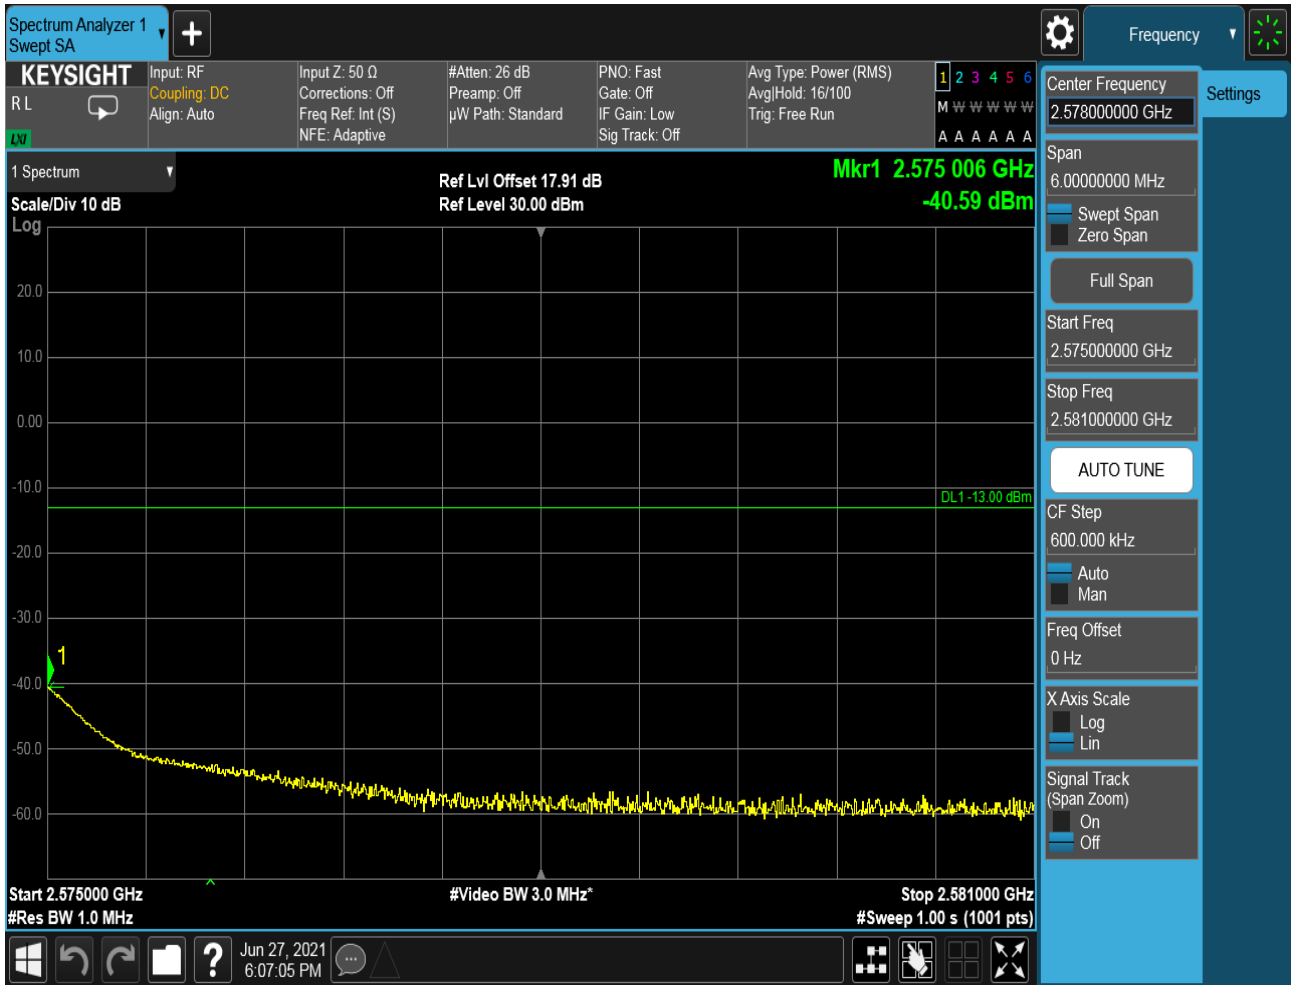 Spectrum Analyzer 1
Swept SA
Frequency
KEYSIGHT
R L
LXI
Input: RF
Coupling: DC
Align: Auto
Input Z: 50 Ω
Corrections: Off
Freq Ref: Int (S)
NFE: Adaptive
#Atten: 26 dB
Preamp: Off
µW Path: Standard
PNO: Fast
Gate: Off
IF Gain: Low
Sig Track: Off
Avg Type: Power (RMS)
Avg|Hold: 16/100
Trig: Free Run
1 2 3 4 5 6
M W W W W W
A A A A A A
1 Spectrum
Scale/Div 10 dB
Log
Ref Lvl Offset 17.91 dB
Ref Level 30.00 dBm
Mkr1 2.575 006 GHz
-40.59 dBm
20.0
10.0
0.00
-10.0
-20.0
-30.0
-40.0
-50.0
-60.0
DL1 -13.00 dBm
1
Start 2.575000 GHz
#Res BW 1.0 MHz
#Video BW 3.0 MHz*
Stop 2.581000 GHz
#Sweep 1.00 s (1001 pts)
Center Frequency
2.578000000 GHz
Settings
Span
6.00000000 MHz
Swept Span
Zero Span
Full Span
Start Freq
2.575000000 GHz
Stop Freq
2.581000000 GHz
AUTO TUNE
CF Step
600.000 kHz
Auto
Man
Freq Offset
0 Hz
X Axis Scale
Log
Lin
Signal Track
(Span Zoom)
On
Off
?
Jun 27, 2021
6:07:05 PM